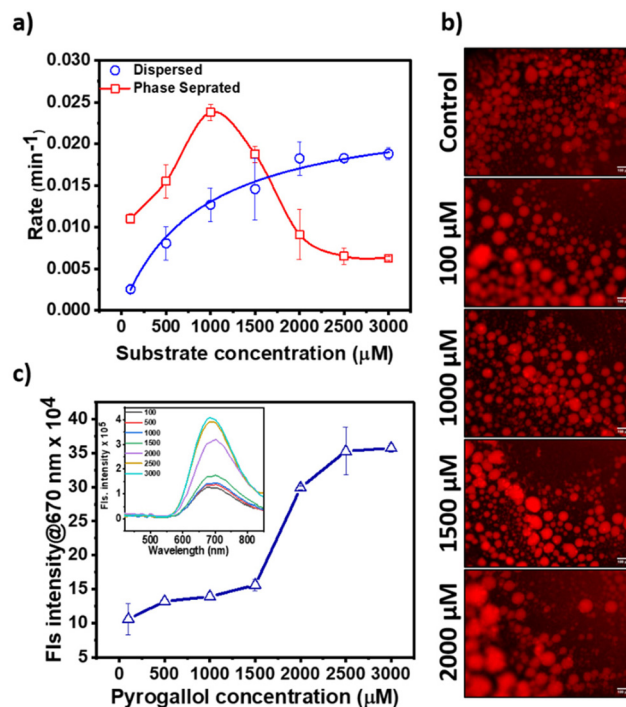 a)
0.030
0.025
0.020
0.015
0.010
0.005
0.000
Rate (min-1)
Dispersed
Phase Seprated
0 500 1000 1500 2000 2500 3000
Substrate concentration (μM)
b)
Control
100 μM
1000 μM
1500 μM
2000 μM
c)
40
35
30
25
20
15
10
5
Fls intensity@670 nm x 10⁴
Fls. intensity x 10⁵
4
3
2
1
0
100
500
1000
1500
2000
2500
3000
500 600 700 800
Wavelength (nm)
0 500 1000 1500 2000 2500 3000
Pyrogallol concentration (μM)